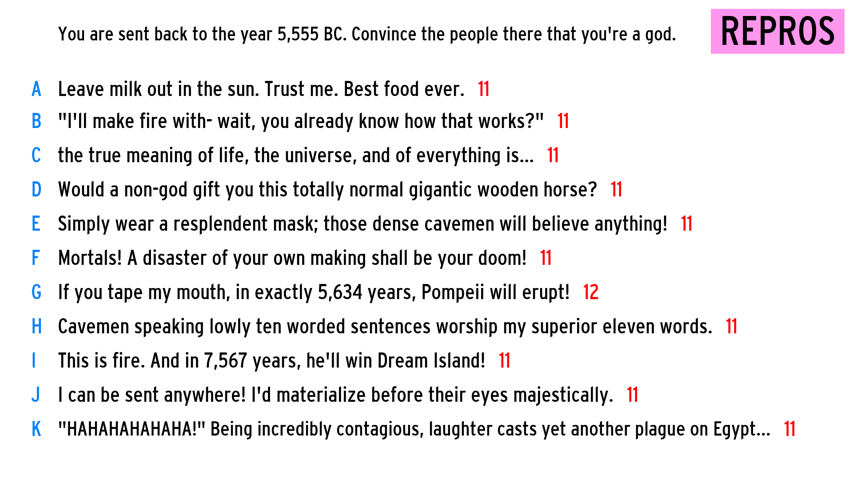 You are sent back to the year 5,555 BC. Convince the people there that you're a god.
REPROS
A Leave milk out in the sun. Trust me. Best food ever. 11
B "I'll make fire with- wait, you already know how that works?" 11
C the true meaning of life, the universe, and of everything is... 11
D Would a non-god gift you this totally normal gigantic wooden horse? 11
E Simply wear a resplendent mask; those dense cavemen will believe anything! 11
F Mortals! A disaster of your own making shall be your doom! 11
G If you tape my mouth, in exactly 5,634 years, Pompeii will erupt! 12
H Cavemen speaking lowly ten worded sentences worship my superior eleven words. 11
I This is fire. And in 7,567 years, he'll win Dream Island! 11
J I can be sent anywhere! I'd materialize before their eyes majestically. 11
K "HAHAHAHAHAHA!" Being incredibly contagious, laughter casts yet another plague on Egypt... 11